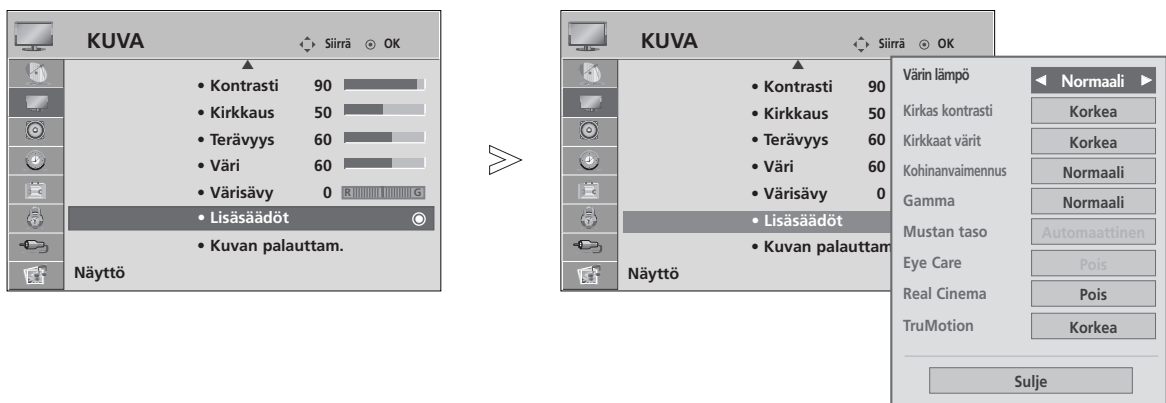 KUVA Siirrä OK
• Kontrasti 90
• Kirkkaus 50
• Terävyys 60
• Väri 60
• Värisävy 0 R G
• Lisäsäädöt
• Kuvan palauttam.
Näyttö
KUVA Siirrä OK
• Kontrasti 90
• Kirkkaus 50
• Terävyys 60
• Väri 60
• Värisävy 0
• Lisäsäädöt
• Kuvan palauttam
Näyttö
Värin lämpö Normaali
Kirkas kontrasti Korkea
Kirkkaat värit Korkea
Kohinanvaimennus Normaali
Gamma Normaali
Mustan taso Automaattinen
Eye Care Pois
Real Cinema Pois
TruMotion Korkea
Sulje